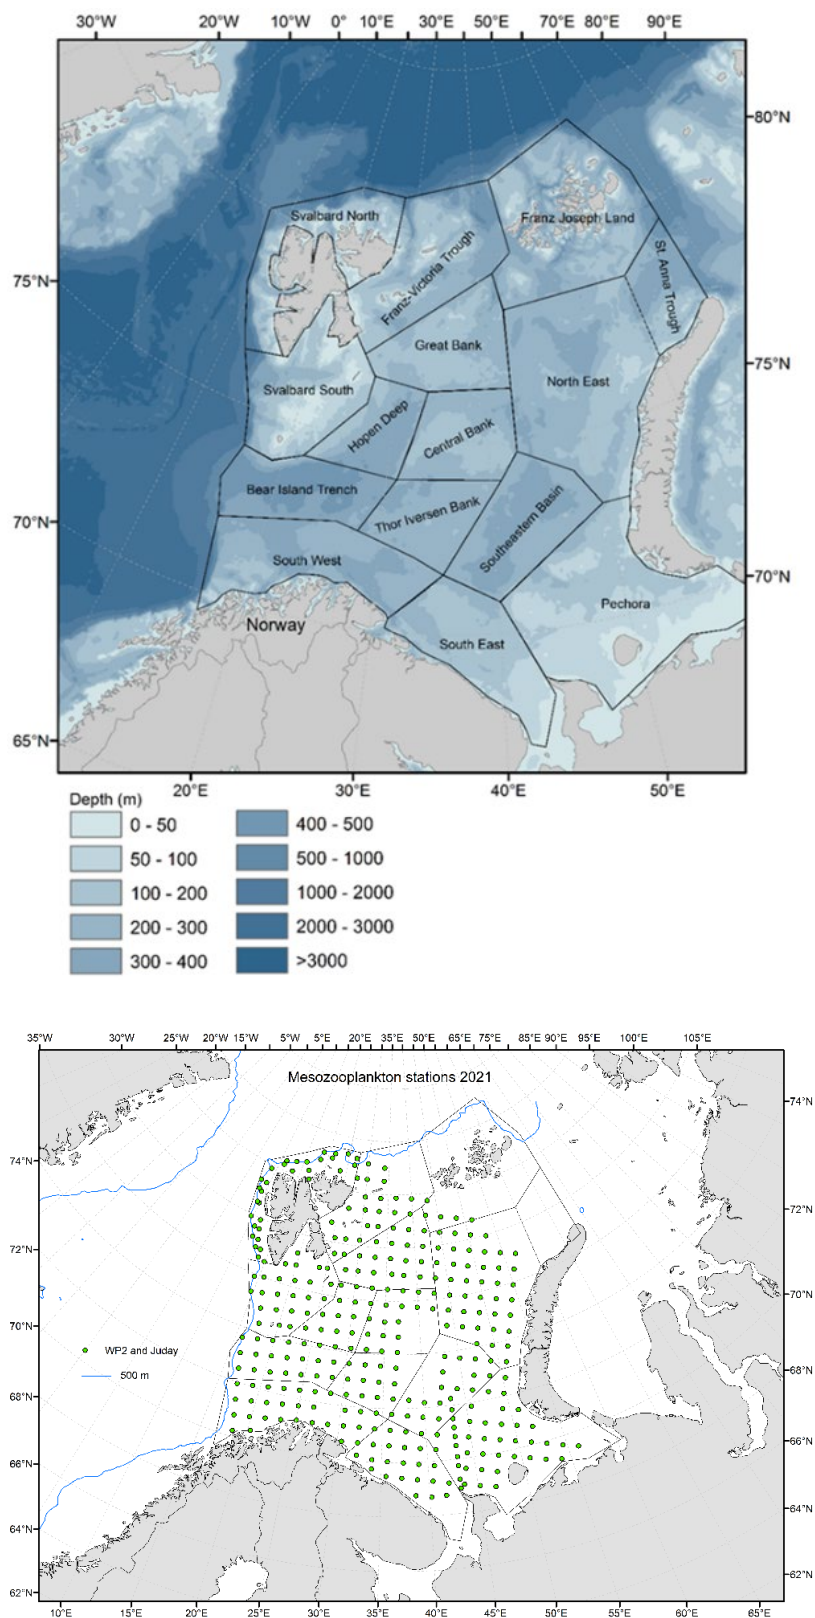 30°W 20°W 10°W 0° 10°E 30°E 50°E 70°E 80°E 90°E
80°N
Svalbard North
Franz Joseph Land
Franz-Victoria Trough
St. Anna Trough
75°N
Great Bank
75°N
Svalbard South
North East
Hopen Deep
Central Bank
Bear Island Trench
Thor Iversen Bank
Southeastern Basin
70°N
South West
70°N
Pechora
Norway
South East
65°N
20°E 30°E 40°E 50°E
Depth (m)
0 - 50 400 - 500
50 - 100 500 - 1000
100 - 200 1000 - 2000
200 - 300 2000 - 3000
300 - 400 >3000
35°W 30°W 25°W 20°W 15°W 5°W 5°E 20°E 35°E 50°E 65°E 75°E 85°E 90°E 95°E 100°E 105°E
Mesozooplankton stations 2021
74°N
74°N
72°N
72°N
70°N
70°N
WP2 and Juday
500 m
68°N
68°N
66°N
66°N
64°N
64°N
62°N
62°N
10°E 15°E 20°E 25°E 30°E 35°E 40°E 45°E 50°E 55°E 60°E 65°E